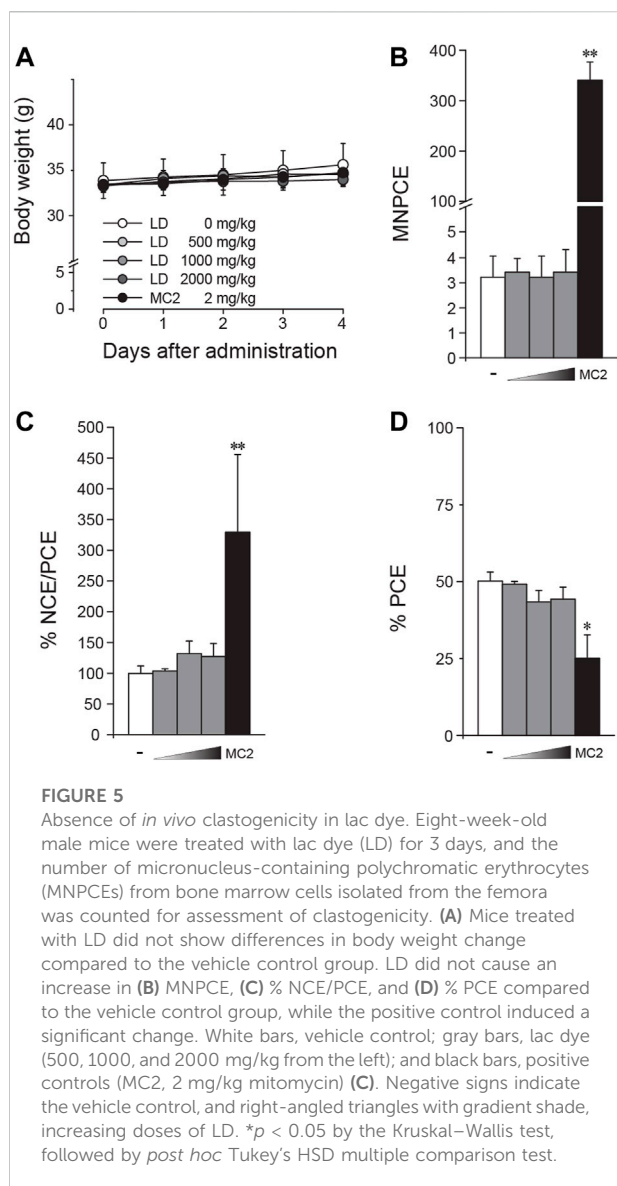 A
Body weight (g)
40
35
33
5
0
LD 0 mg/kg
LD 500 mg/kg
LD 1000 mg/kg
LD 2000 mg/kg
MC2 2 mg/kg
0 1 2 3 4
Days after administration
B
MNPCE
400
300
200
100
5
4
3
2
1
0
**
- MC2
C
% NCE/PCE
500
450
400
350
300
250
200
150
100
50
0
**
- MC2
D
% PCE
100
75
50
25
0
*
- MC2
FIGURE 5
Absence of in vivo clastogenicity in lac dye. Eight-week-old
male mice were treated with lac dye (LD) for 3 days, and the
number of micronucleus-containing polychromatic erythrocytes
(MNPCEs) from bone marrow cells isolated from the femora
was counted for assessment of clastogenicity. (A) Mice treated
with LD did not show differences in body weight change
compared to the vehicle control group. LD did not cause an
increase in (B) MNPCE, (C) % NCE/PCE, and (D) % PCE compared
to the vehicle control group, while the positive control induced a
significant change. White bars, vehicle control; gray bars, lac dye
(500, 1000, and 2000 mg/kg from the left); and black bars, positive
controls (MC2, 2 mg/kg mitomycin) (C). Negative signs indicate
the vehicle control, and right-angled triangles with gradient shade,
increasing doses of LD. *p < 0.05 by the Kruskal–Wallis test,
followed by post hoc Tukey's HSD multiple comparison test.